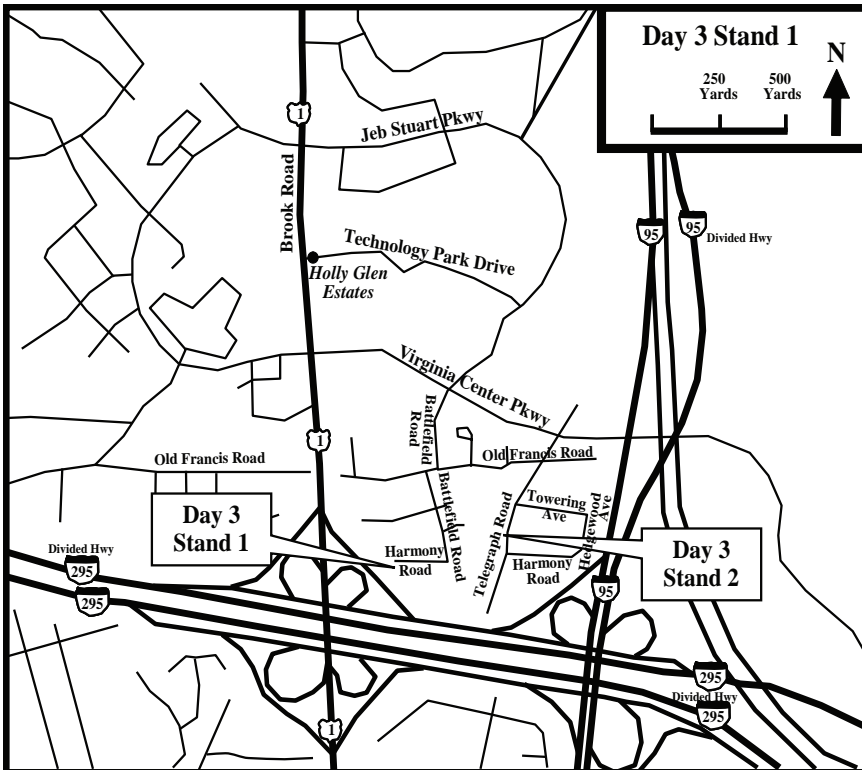 Day 3 Stand 1
N
250
Yards
500
Yards
1
Jeb Stuart Pkwy
Brook Road
95
95
Divided Hwy
Technology Park Drive
Holly Glen
Estates
Virginia Center Pkwy
Battlefield
Road
1
Old Francis Road
Old Francis Road
Battlefield Road
Telegraph Road
Towering
Ave
Hedgewood
Ave
Day 3
Stand 1
Harmony
Road
Harmony
Road
Day 3
Stand 2
Divided Hwy
295
295
95
295
Divided Hwy
295
1